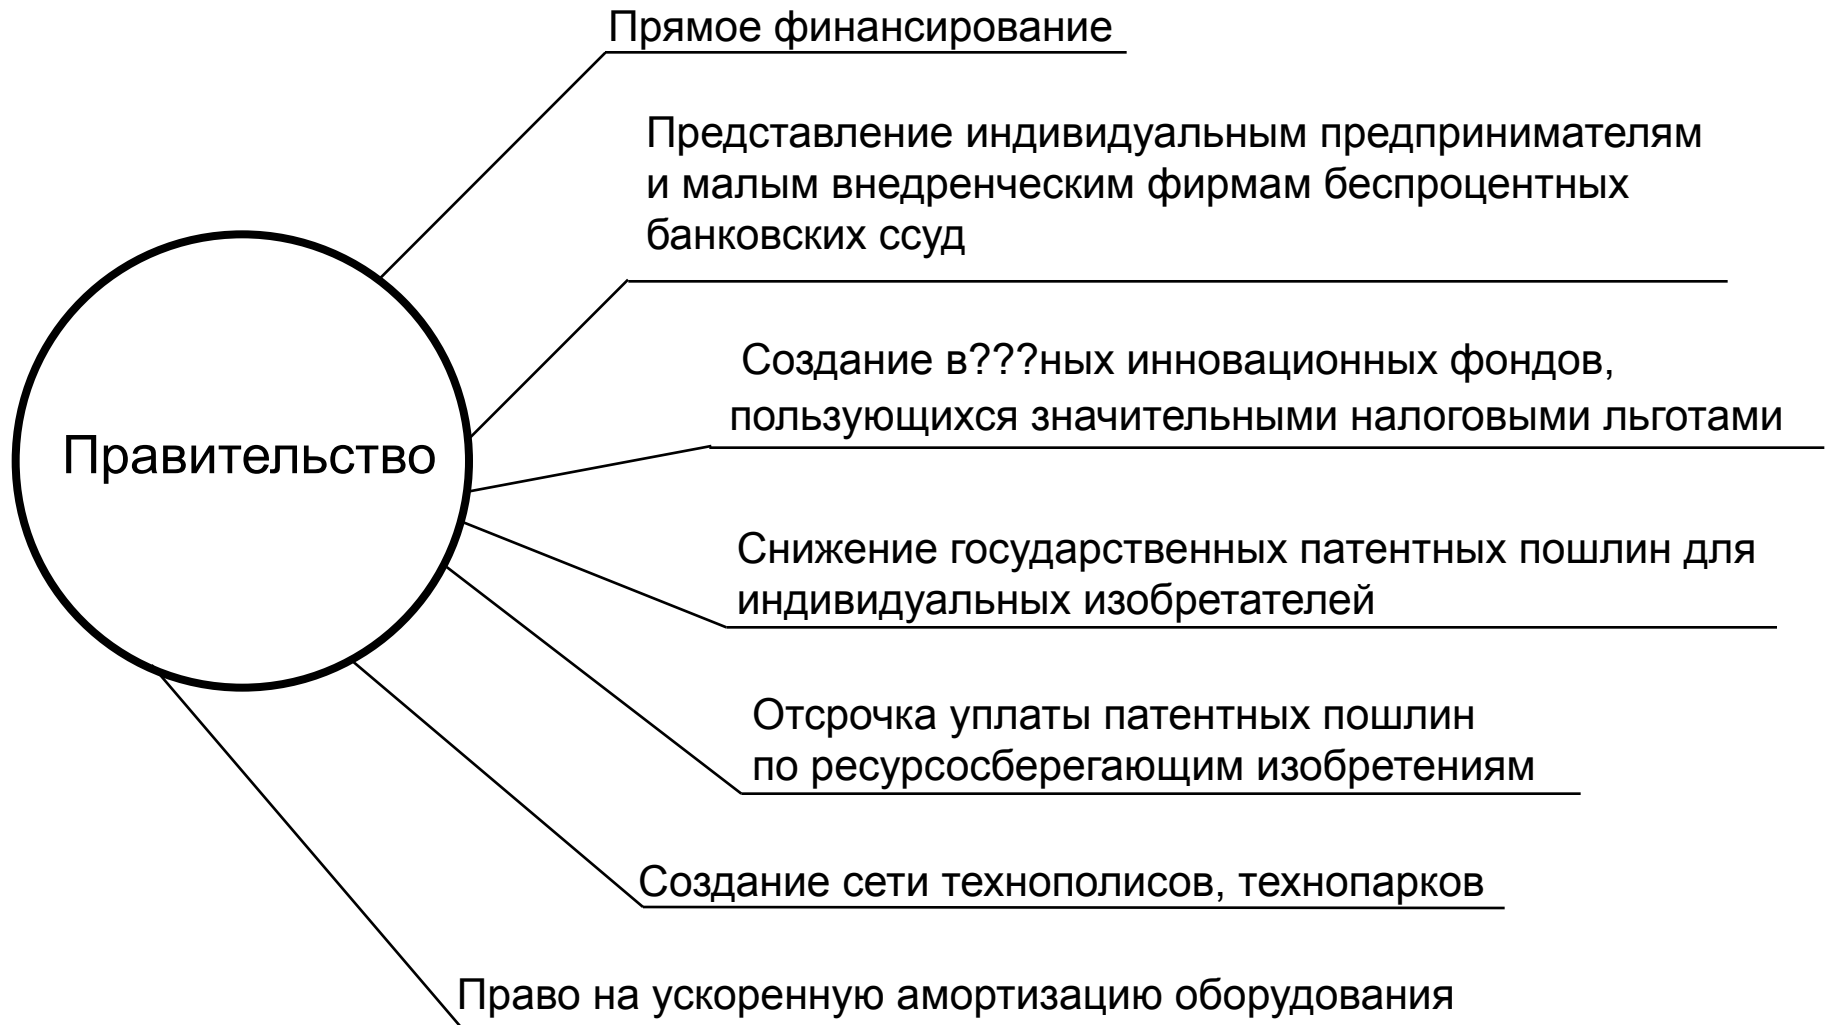 Прямое финансирование
Представление индивидуальным предпринимателям
и малым внедренческим фирмам беспроцентных
банковских ссуд
Создание в???ных инновационных фондов,
пользующихся значительными налоговыми льготами
Правительство
Снижение государственных патентных пошлин для
индивидуальных изобретателей
Отсрочка уплаты патентных пошлин
по ресурсосберегающим изобретениям
Создание сети технополисов, технопарков
Право на ускоренную амортизацию оборудования